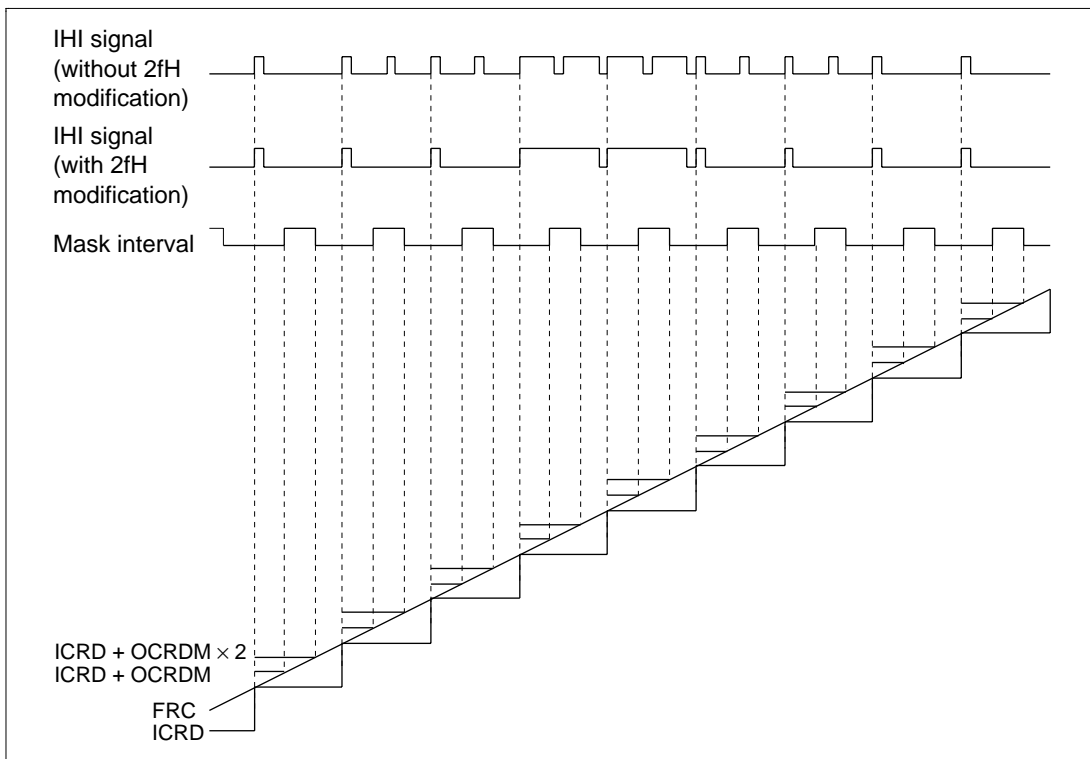 IHI signal
(without 2fH
modification)
IHI signal
(with 2fH
modification)
Mask interval
ICRD + OCRDM × 2
ICRD + OCRDM
FRC
ICRD